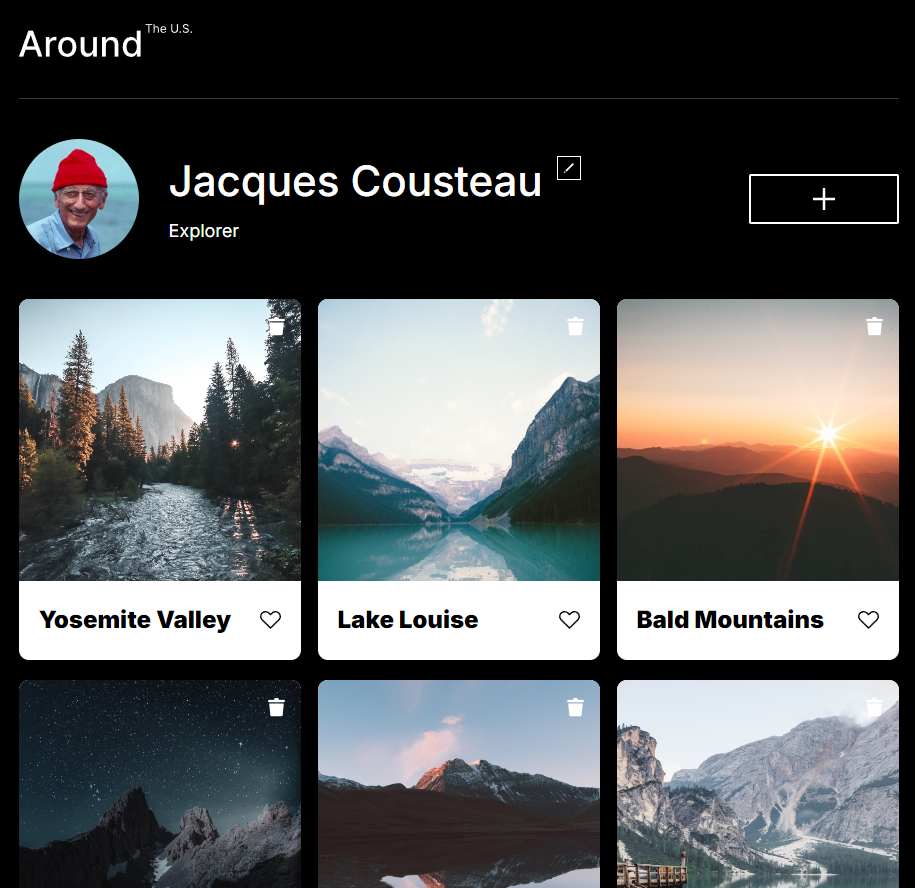 Around The U.S.
Jacques Cousteau
Explorer
Yosemite Valley
Lake Louise
Bald Mountains